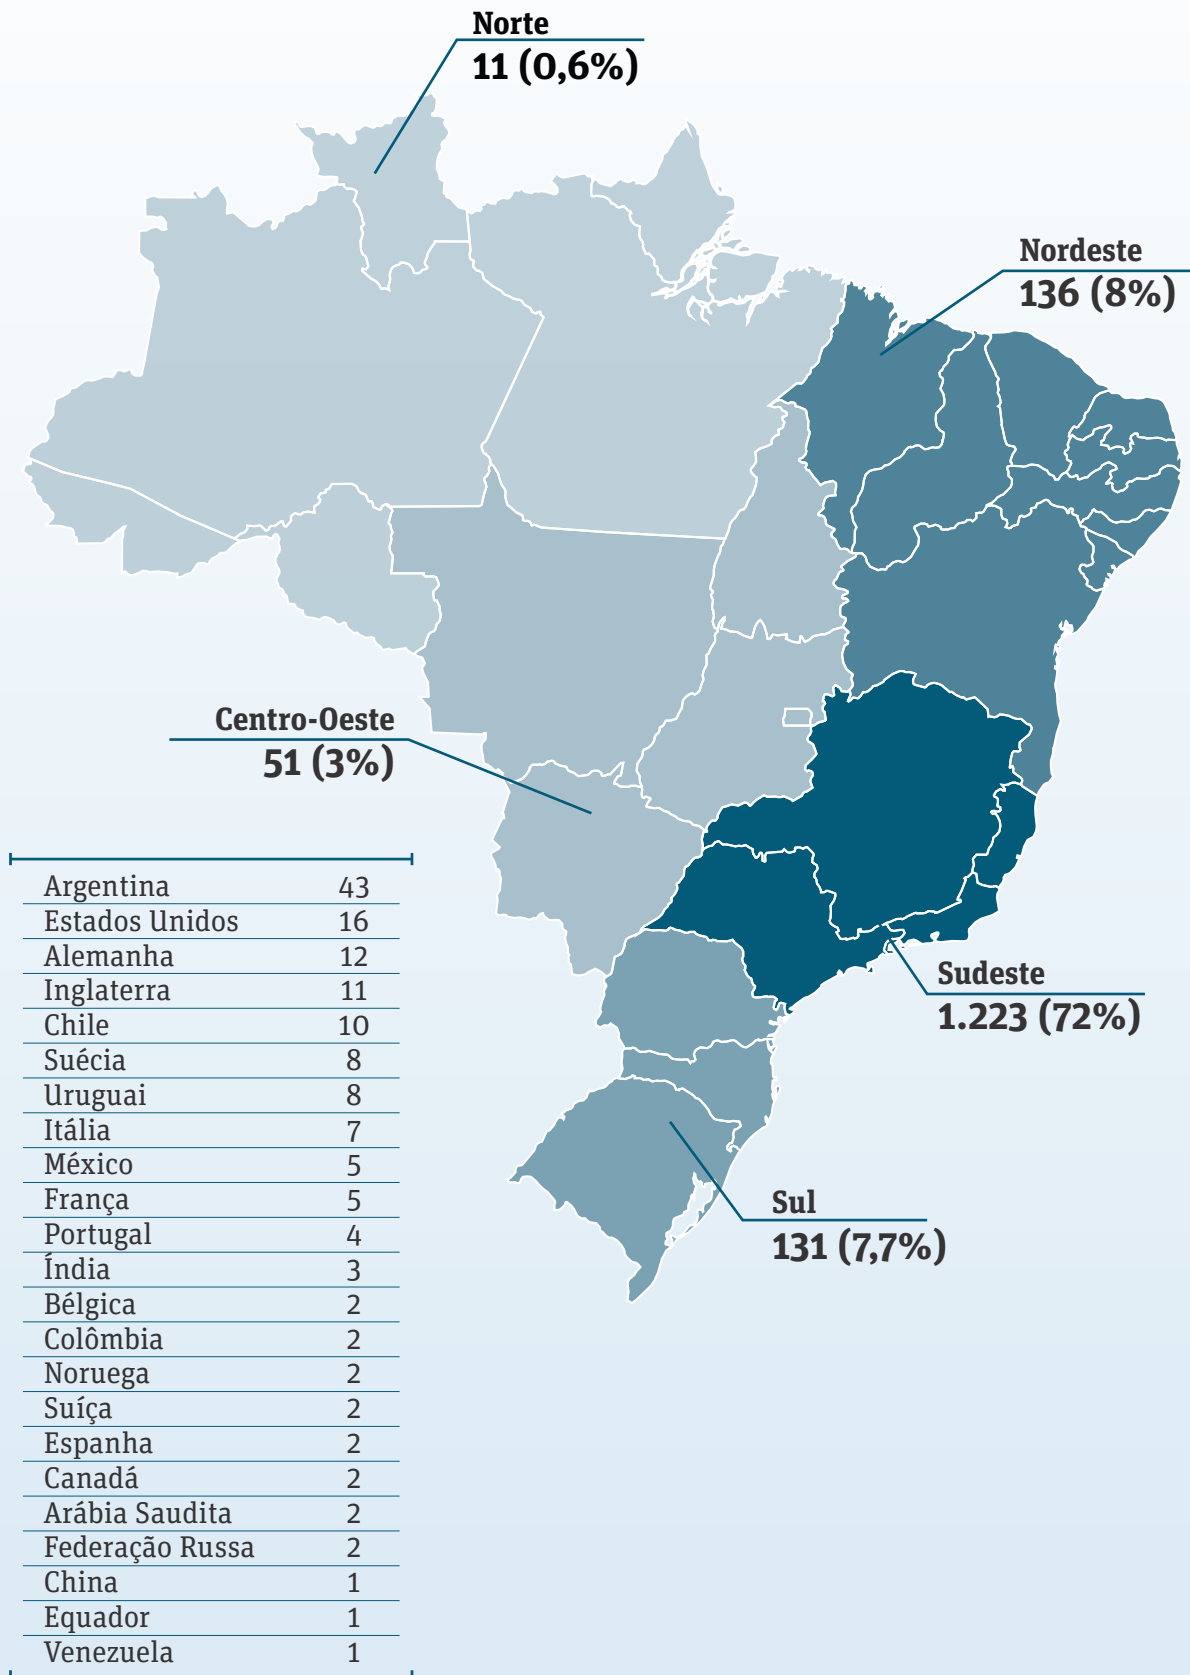 Norte
11 (0,6%)
Nordeste
136 (8%)
Centro-Oeste
51 (3%)
Argentina 43
Estados Unidos 16
Alemanha 12
Inglaterra 11
Chile 10
Suécia 8
Uruguai 8
Itália 7
México 5
França 5
Portugal 4
Índia 3
Bélgica 2
Colômbia 2
Noruega 2
Suíça 2
Espanha 2
Canadá 2
Arábia Saudita 2
Federação Russa 2
China 1
Equador 1
Venezuela 1
Sudeste
1.223 (72%)
Sul
131 (7,7%)